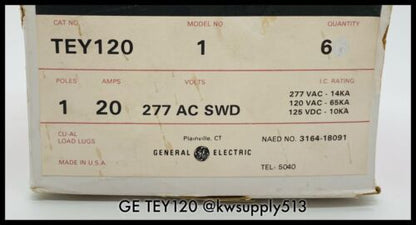 CAT NO MODEL NO QUANTITY
TEY120 1 6
POLES AMPS VOLTS I.C. RATING
1 20 277 AC SWD
277 VAC - 14KA
120 VAC - 65KA
125 VDC - 10KA
CU-AL
LOAD LUGS
MADE IN U.S.A
Plainville, CT
GENERAL GE ELECTRIC
NAED NO. 3164-18091
TEL- 5040
GE TEY120 @kwsupply513